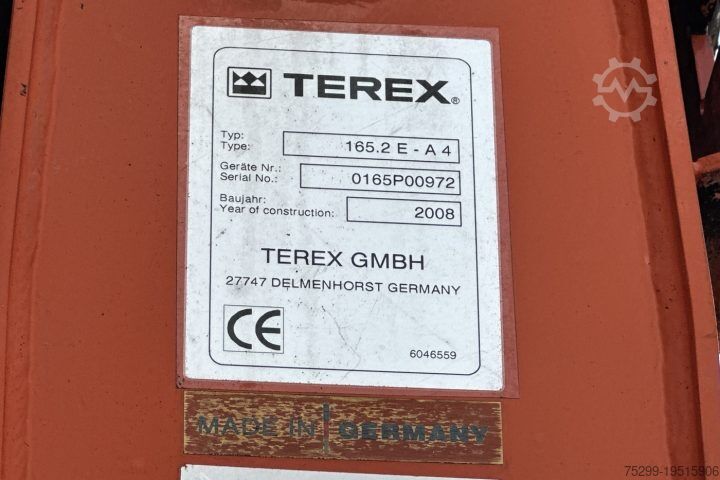 TEREX®
Typ:
Type: 165.2 E - A 4
Geräte Nr.:
Serial No.: 0165P00972
Baujahr:
Year of construction: 2008
TEREX GMBH
27747 DELMENHORST GERMANY
CE
6046559
MADE IN GERMANY
75299-19515906